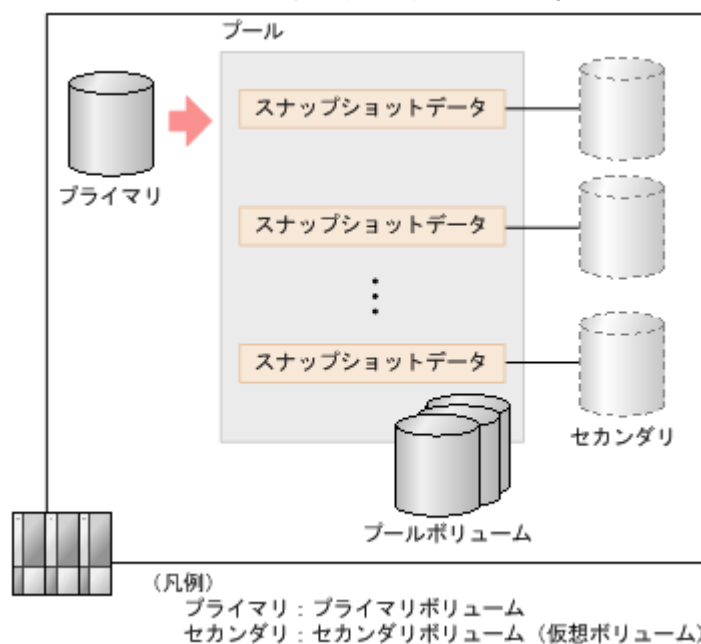 プール
スナップショットデータ
プライマリ
スナップショットデータ
スナップショットデータ
セカンダリ
プールボリューム
(凡例)
プライマリ：プライマリボリューム
セカンダリ：セカンダリボリューム（仮想ボリューム）